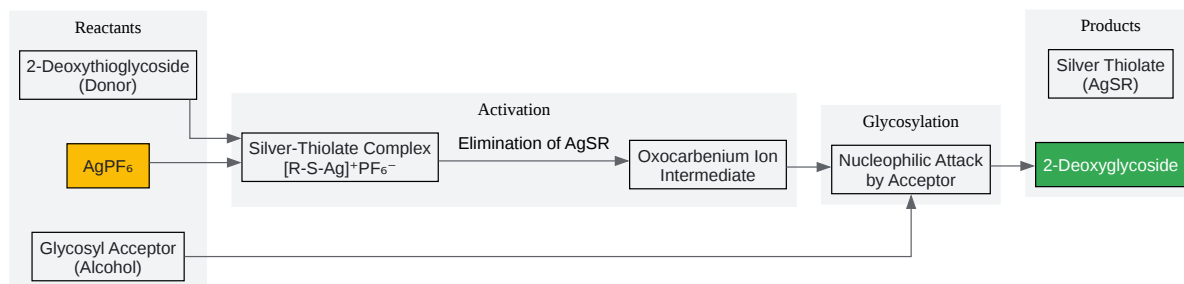 Reactants
2-Deoxythioglycoside
(Donor)
AgPF₆
Glycosyl Acceptor
(Alcohol)
Activation
Silver-Thiolate Complex
[R-S-Ag]⁺PF₆⁻
Elimination of AgSR
Oxocarbenium Ion
Intermediate
Glycosylation
Nucleophilic Attack
by Acceptor
Products
Silver Thiolate
(AgSR)
2-Deoxyglycoside